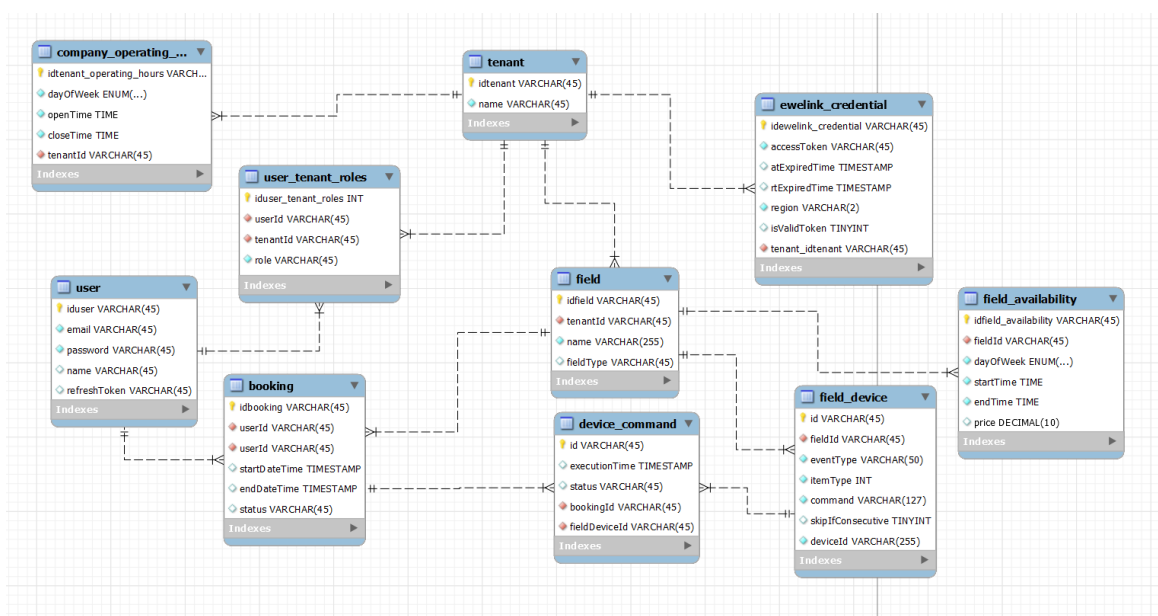 company_operating_...
idtenant_operating_hours VARCH...
dayOfWeek ENUM(...)
openTime TIME
closeTime TIME
tenantId VARCHAR(45)
Indexes
tenant
idtenant VARCHAR(45)
name VARCHAR(45)
Indexes
ewelink_credential
idewelink_credential VARCHAR(45)
accessToken VARCHAR(45)
atExpiredTime TIMESTAMP
rtExpiredTime TIMESTAMP
region VARCHAR(2)
isValidToken TINYINT
tenant_idtenant VARCHAR(45)
Indexes
user_tenant_roles
iduser_tenant_roles INT
userId VARCHAR(45)
tenantId VARCHAR(45)
role VARCHAR(45)
Indexes
user
iduser VARCHAR(45)
email VARCHAR(45)
password VARCHAR(45)
name VARCHAR(45)
refreshToken VARCHAR(45)
Indexes
field
idfield VARCHAR(45)
tenantId VARCHAR(45)
name VARCHAR(255)
fieldType VARCHAR(45)
Indexes
field_availability
idfield_availability VARCHAR(45)
fieldId VARCHAR(45)
dayOfWeek ENUM(...)
startTime TIME
endTime TIME
price DECIMAL(10)
Indexes
booking
idbooking VARCHAR(45)
userId VARCHAR(45)
userId VARCHAR(45)
startDateTime TIMESTAMP
endDateTime TIMESTAMP
status VARCHAR(45)
Indexes
device_command
id VARCHAR(45)
executionTime TIMESTAMP
status VARCHAR(45)
bookingId VARCHAR(45)
fieldDeviceId VARCHAR(45)
Indexes
field_device
id VARCHAR(45)
fieldId VARCHAR(45)
eventType VARCHAR(50)
itemType INT
command VARCHAR(127)
skipIfConsecutive TINYINT
deviceId VARCHAR(255)
Indexes